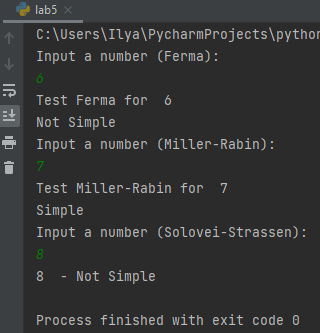 lab5
C:\Users\Ilya\PycharmProjects\python
Input a number (Ferma):
6
Test Ferma for  6
Not Simple
Input a number (Miller-Rabin):
7
Test Miller-Rabin for  7
Simple
Input a number (Solovei-Strassen):
8
8  - Not Simple
Process finished with exit code 0